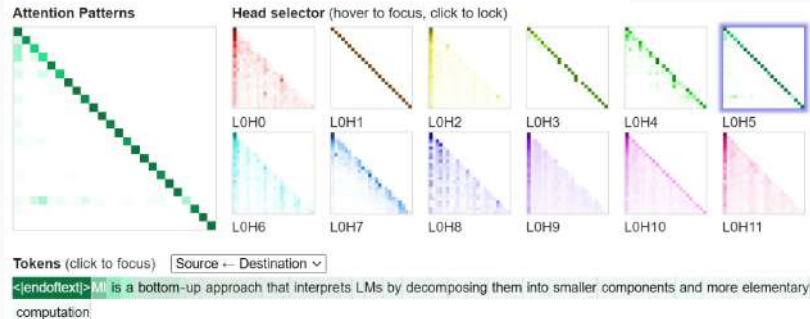 Attention Patterns
Head selector (hover to focus, click to lock)
L0H0 L0H1 L0H2 L0H3 L0H4 L0H5
L0H6 L0H7 L0H8 L0H9 L0H10 L0H11
Tokens (click to focus) Source ← Destination
<|endoftext|>MI is a bottom-up approach that interprets LMs by decomposing them into smaller components and more elementary
computation